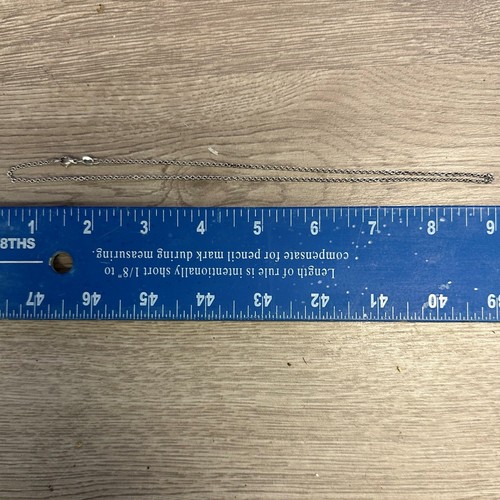 1 2 3 4 5 6 7 8 9
8THS
Length of rule is intentionally short 1/8" to
compensate for pencil mark during measuring.
47 46 45 44 43 42 41 40 39